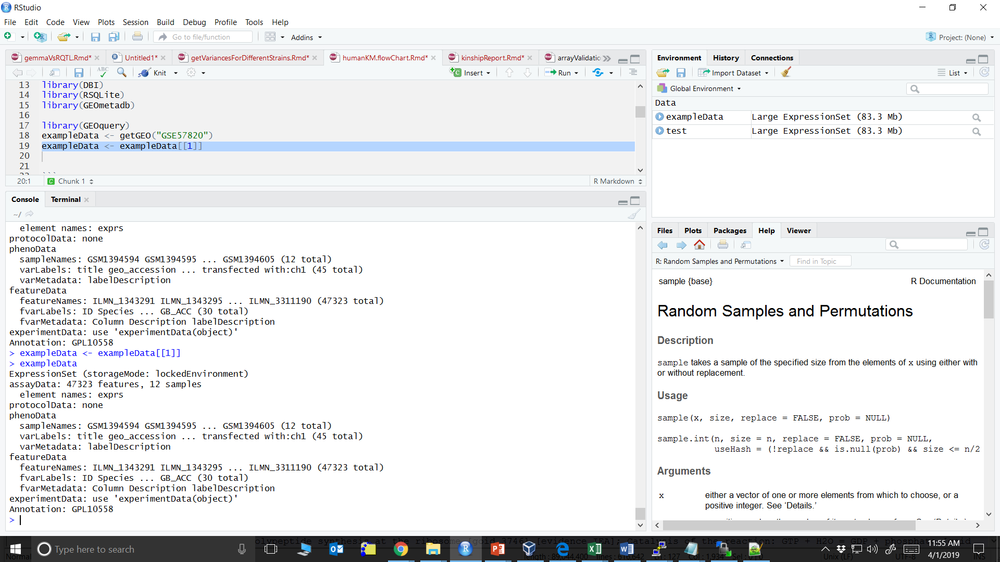 RStudio
File Edit Code View Plots Session Build Debug Profile Tools Help
Go to file/function Addins Project: (None)
gemmaVsRQTL.Rmd* Untitled1* getVariancesForDifferentStrains.Rmd* humanKM.flowChart.Rmd* kinshipReport.Rmd* arrayValidatio
ABC Knit Insert Run
13 library(DBI)
14 library(RSQLite)
15 library(GEOmetadb)
16
17 library(GEOquery)
18 exampleData <- getGEO("GSE57820")
19 exampleData <- exampleData[[1]]
20
21
22 ```
20:1 Chunk 1 R Markdown
Console Terminal
~/
element names: exprs
protocolData: none
phenoData
sampleNames: GSM1394594 GSM1394595 ... GSM1394605 (12 total)
varLabels: title geo_accession ... transfected with:ch1 (45 total)
varMetadata: labelDescription
featureData
featureNames: ILMN_1343291 ILMN_1343295 ... ILMN_3311190 (47323 total)
fvarLabels: ID Species ... GB_ACC (30 total)
fvarMetadata: Column Description labelDescription
experimentData: use 'experimentData(object)'
Annotation: GPL10558
> exampleData <- exampleData[[1]]
> exampleData
ExpressionSet (storageMode: lockedEnvironment)
assayData: 47323 features, 12 samples
element names: exprs
protocolData: none
phenoData
sampleNames: GSM1394594 GSM1394595 ... GSM1394605 (12 total)
varLabels: title geo_accession ... transfected with:ch1 (45 total)
varMetadata: labelDescription
featureData
featureNames: ILMN_1343291 ILMN_1343295 ... ILMN_3311190 (47323 total)
fvarLabels: ID Species ... GB_ACC (30 total)
fvarMetadata: Column Description labelDescription
experimentData: use 'experimentData(object)'
Annotation: GPL10558
>
Environment History Connections
Import Dataset List
Global Environment
Data
exampleData Large ExpressionSet (83.3 Mb)
test Large ExpressionSet (83.3 Mb)
Files Plots Packages Help Viewer
R: Random Samples and Permutations Find in Topic
sample {base} R Documentation
Random Samples and Permutations
Description
sample takes a sample of the specified size from the elements of x using either with
or without replacement.
Usage
sample(x, size, replace = FALSE, prob = NULL)
sample.int(n, size = n, replace = FALSE, prob = NULL,
useHash = (!replace && is.null(prob) && size <= n/2
Arguments
x either a vector of one or more elements from which to choose, or a
positive integer. See ‘Details.’
Type here to search
11:55 AM
4/1/2019